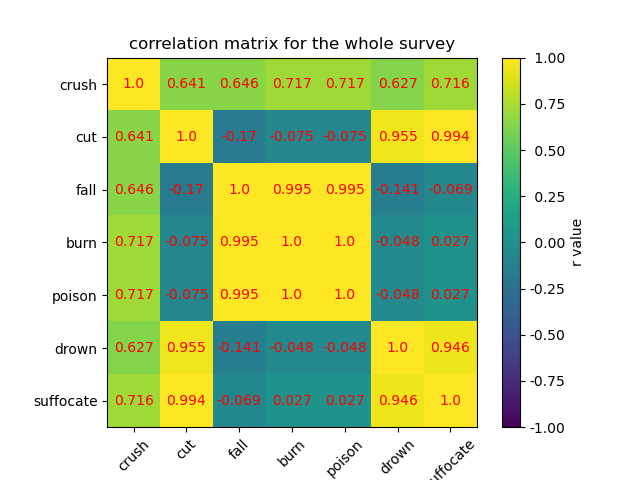 correlation matrix for the whole survey
crush 1.0 0.641 0.646 0.717 0.717 0.627 0.716
cut 0.641 1.0 -0.17 -0.075 -0.075 0.955 0.994
fall 0.646 -0.17 1.0 0.995 0.995 -0.141 -0.069
burn 0.717 -0.075 0.995 1.0 1.0 -0.048 0.027
poison 0.717 -0.075 0.995 1.0 1.0 -0.048 0.027
drown 0.627 0.955 -0.141 -0.048 -0.048 1.0 0.946
suffocate 0.716 0.994 -0.069 0.027 0.027 0.946 1.0
crush cut fall burn poison drown uffocate
1.00
0.75
0.50
0.25
0.00
-0.25
-0.50
-0.75
-1.00
r value